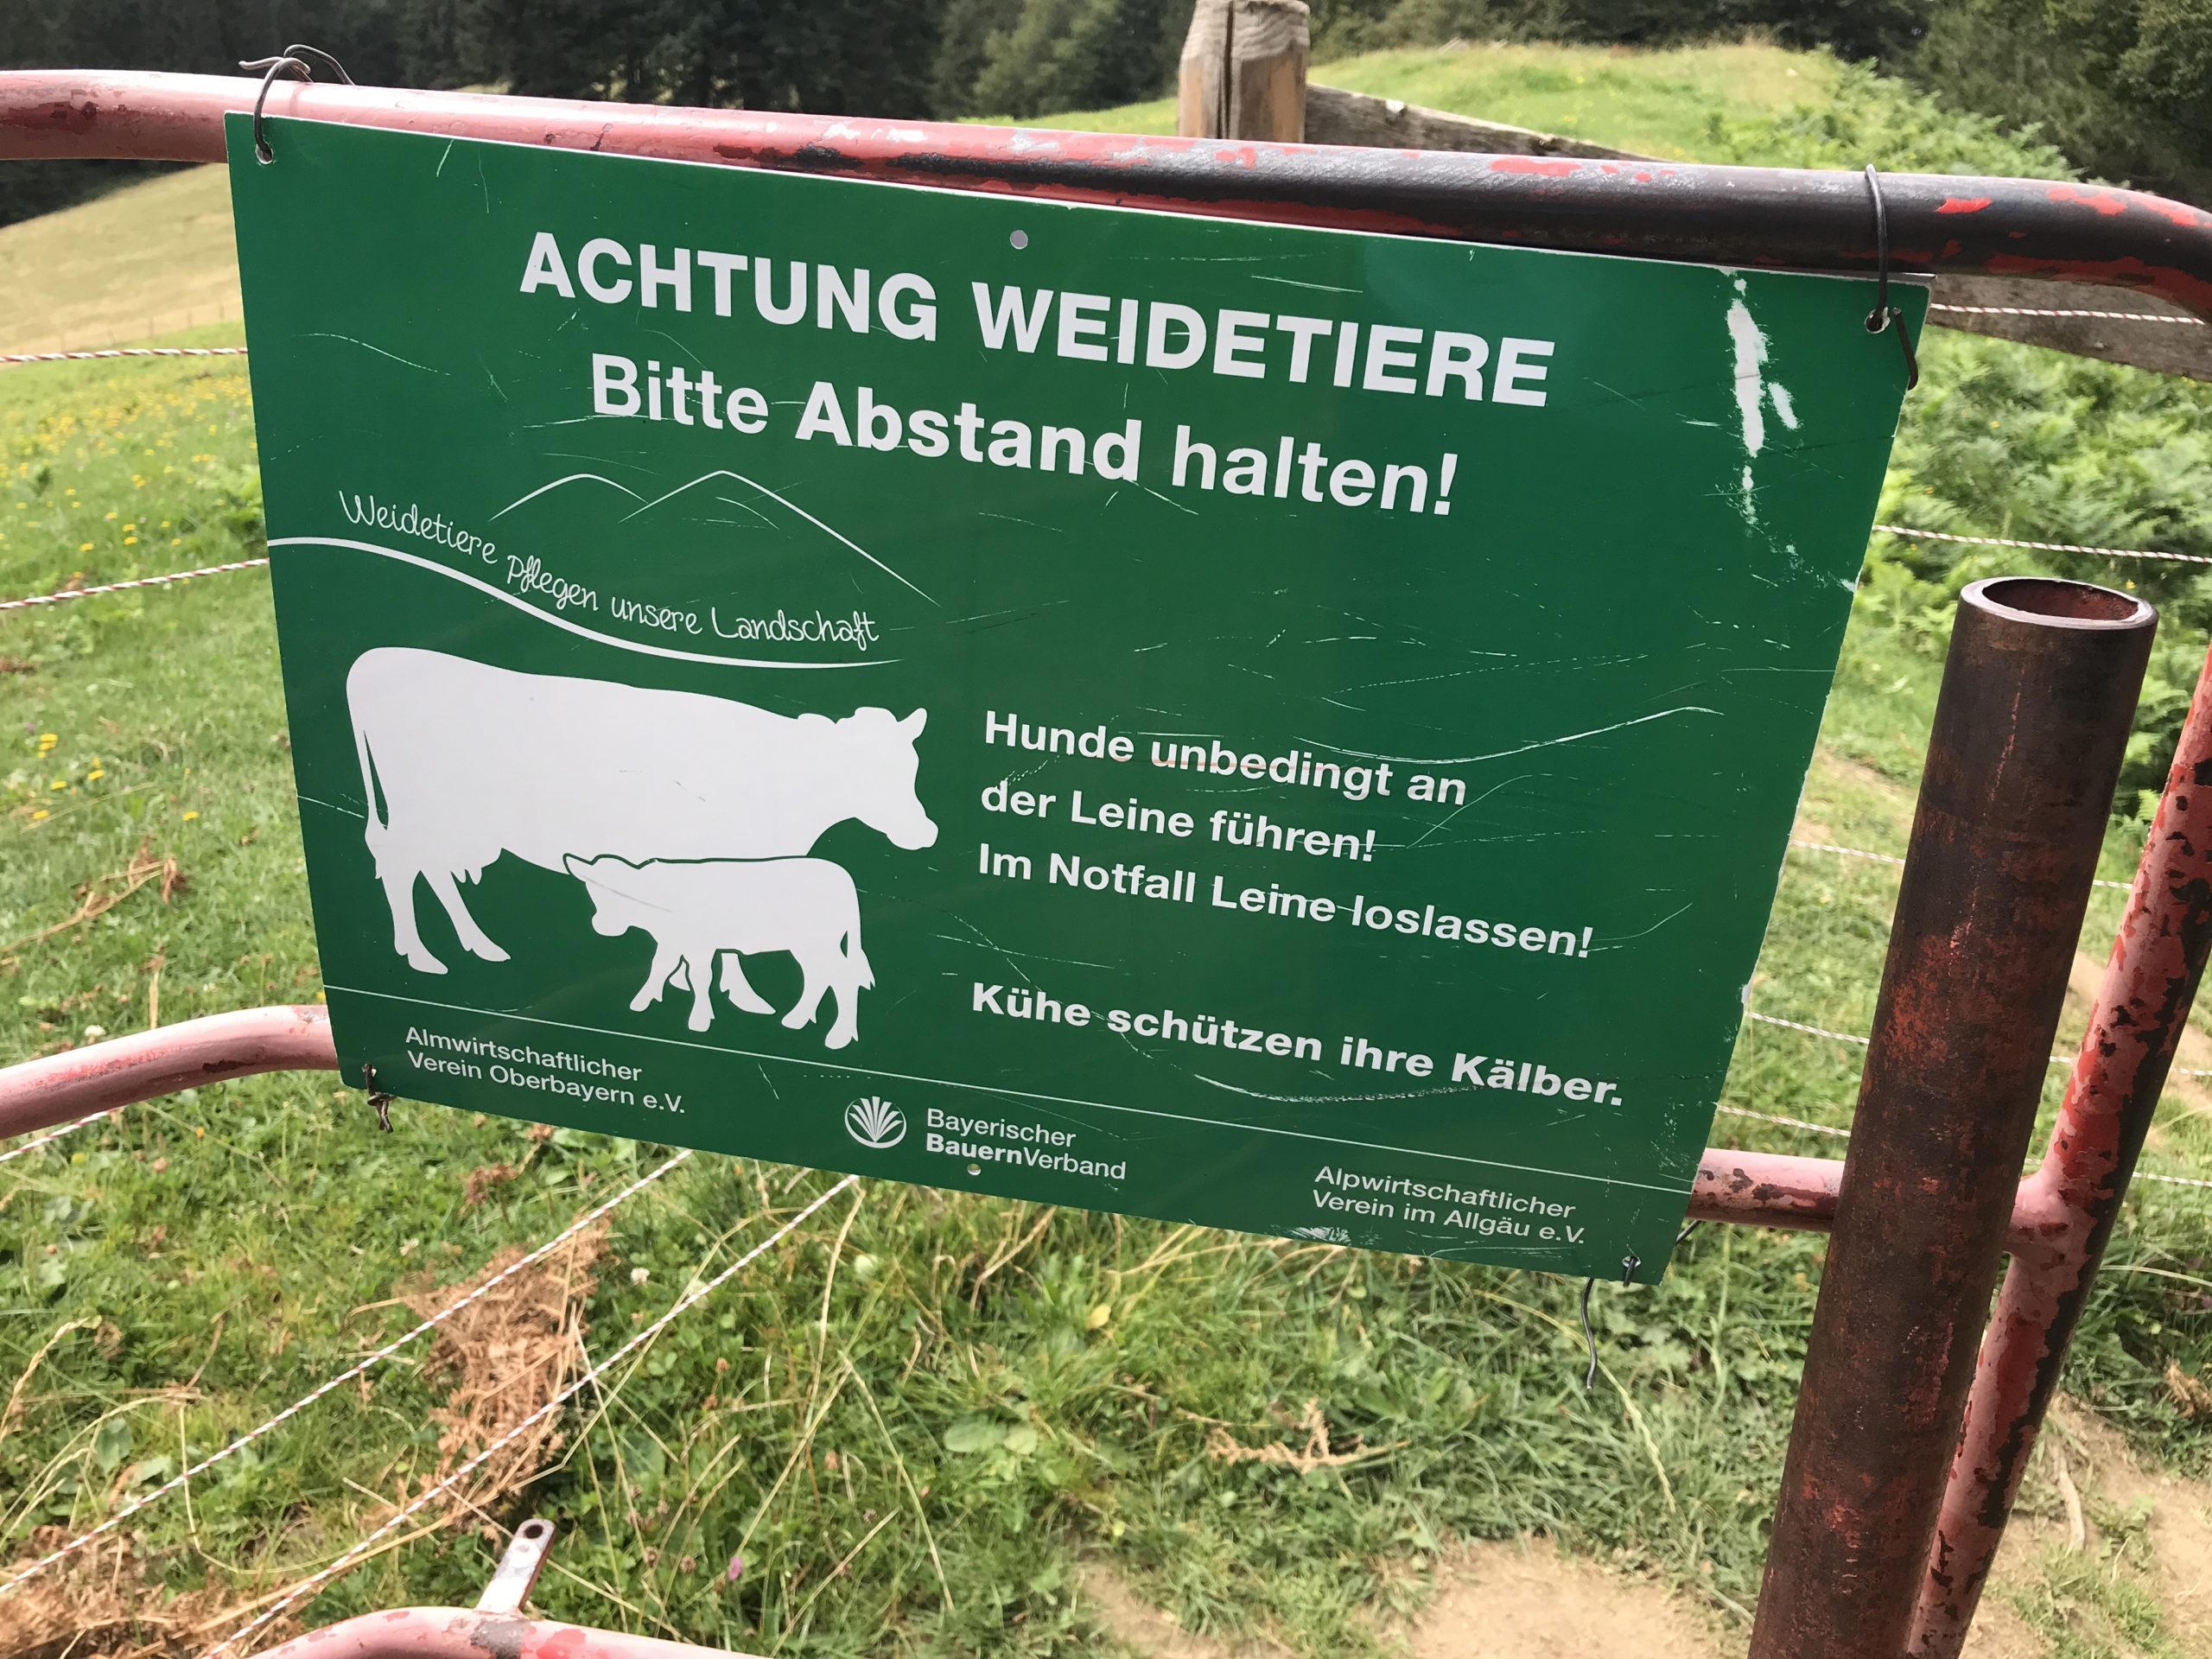 ACHTUNG WEIDETIERE
Bitte Abstand halten!
Weidetiere pflegen unsere Landschaft
Hunde unbedingt an
der Leine führen!
Im Notfall Leine loslassen!
Kühe schützen ihre Kälber.
Almwirtschaftlicher
Verein Oberbayern e.V.
Bayerischer
BauernVerband
Alpwirtschaftlicher
Verein im Allgäu e.V.